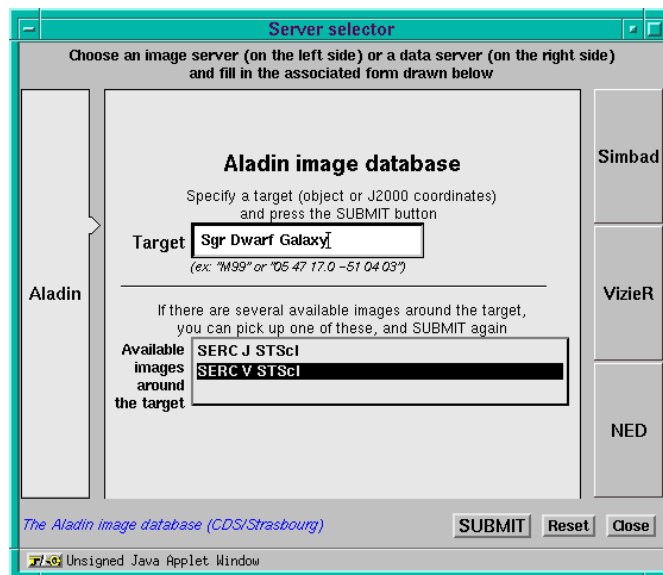 Server selector
Choose an image server (on the left side) or a data server (on the right side)
and fill in the associated form drawn below
Aladin image database
Specify a target (object or J2000 coordinates)
and press the SUBMIT button
Target Sgr Dwarf Galaxy
(ex: "M99" or "05 47 17.0 -51 04 03")
Aladin
If there are several available images around the target,
you can pick up one of these, and SUBMIT again
Available
images
around
the target
SERC J STScI
SERC V STScI
Simbad
VizieR
NED
The Aladin image database (CDS/Strasbourg)
SUBMIT Reset Close
Unsigned Java Applet Window